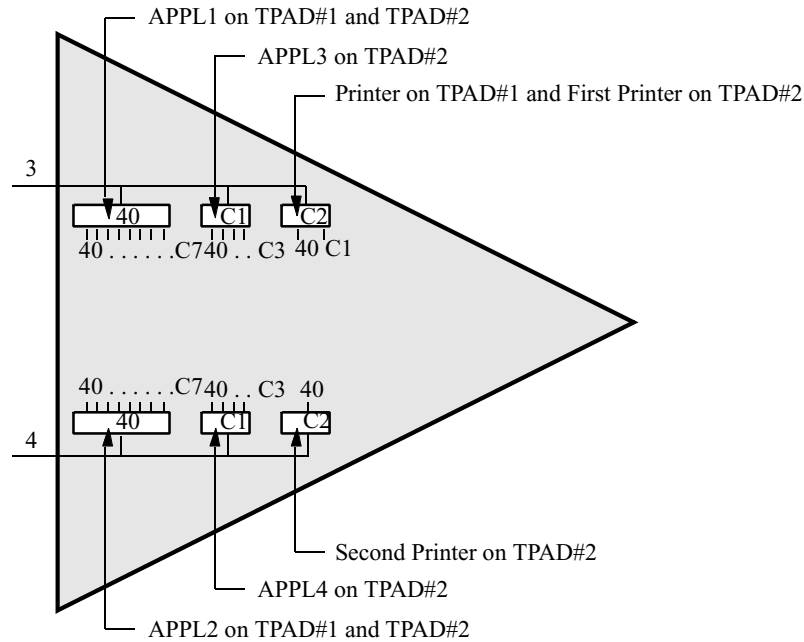 APPL1 on TPAD#1 and TPAD#2
APPL3 on TPAD#2
Printer on TPAD#1 and First Printer on TPAD#2
3
40 C1 C2
40 . . . . . . C7 40 . . C3 40 C1
40 . . . . . . C7 40 . . C3 40
40 C1 C2
4
Second Printer on TPAD#2
APPL4 on TPAD#2
APPL2 on TPAD#1 and TPAD#2